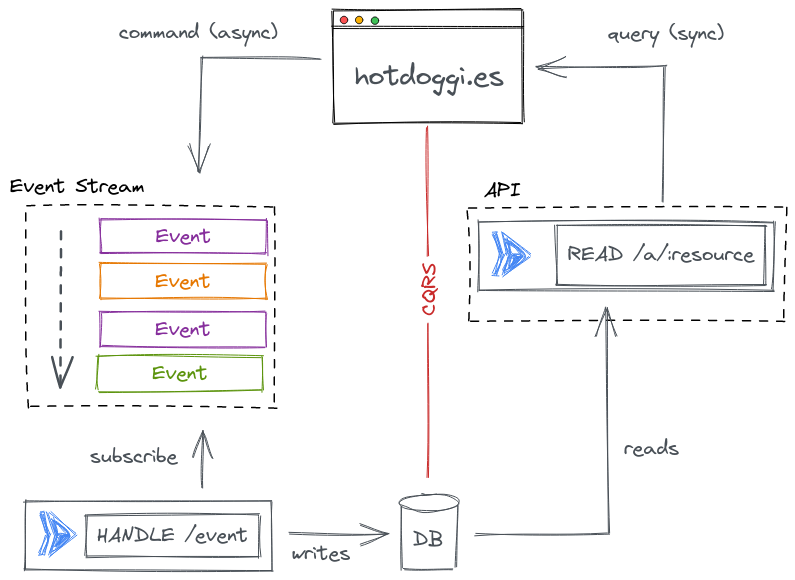 command (async)
hotdoggi.es
query (sync)
Event Stream
Event
Event
Event
Event
CQRS
API
READ /a/:resource
subscribe
HANDLE /event
writes
DB
reads